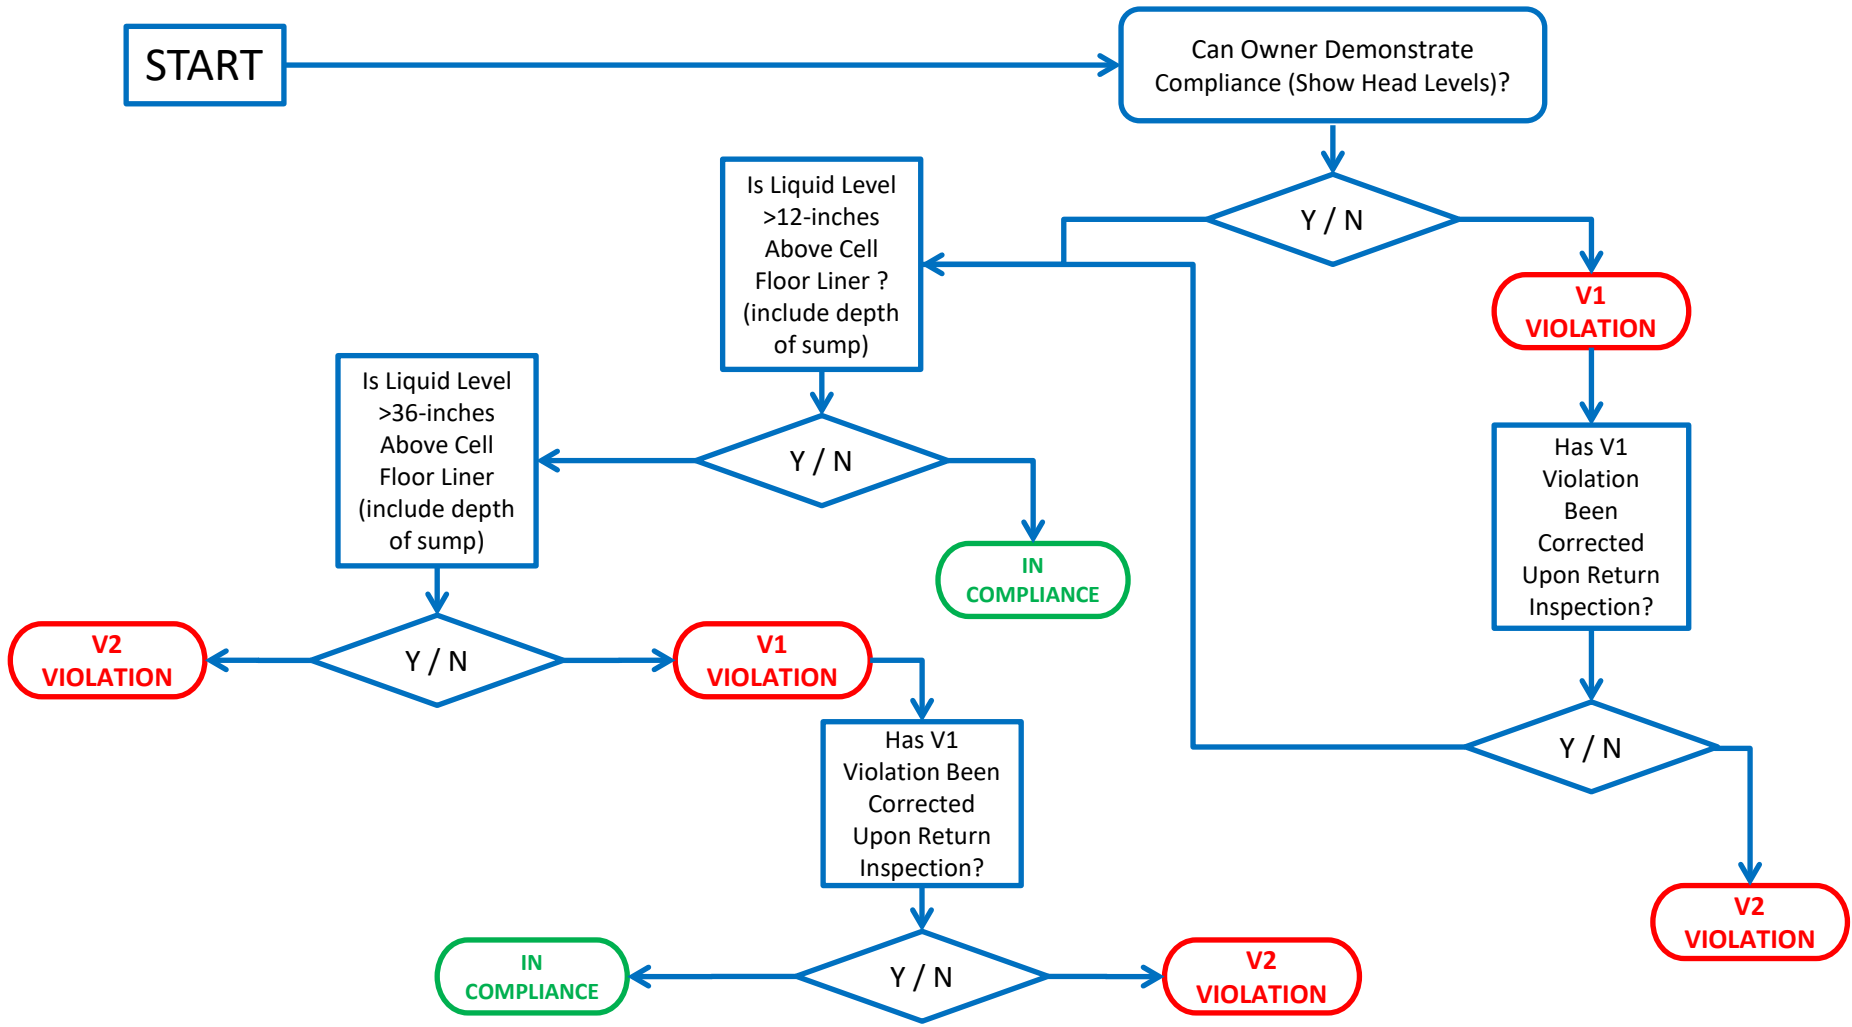 START
Can Owner Demonstrate
Compliance (Show Head Levels)?
Y / N
Is Liquid Level
>12-inches
Above Cell
Floor Liner ?
(include depth
of sump)
V1
VIOLATION
Is Liquid Level
>36-inches
Above Cell
Floor Liner
(include depth
of sump)
Y / N
Has V1
Violation
Been
Corrected
Upon Return
Inspection?
IN
COMPLIANCE
V2
VIOLATION
Y / N
V1
VIOLATION
Has V1
Violation Been
Corrected
Upon Return
Inspection?
Y / N
V2
VIOLATION
IN
COMPLIANCE
Y / N
V2
VIOLATION